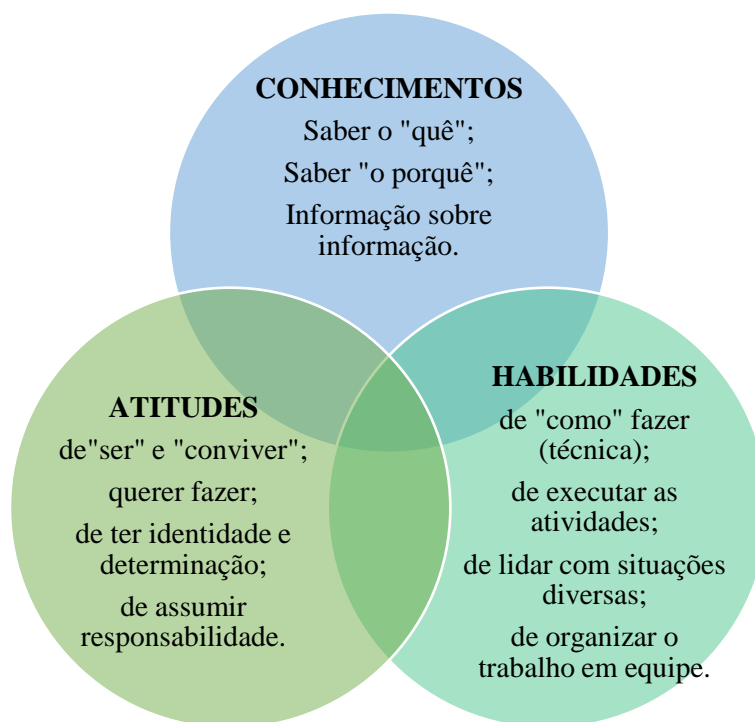 CONHECIMENTOS
Saber o "quê";
Saber "o porquê";
Informação sobre
informação.
ATITUDES
de"ser" e "conviver";
querer fazer;
de ter identidade e
determinação;
de assumir
responsabilidade.
HABILIDADES
de "como" fazer
(técnica);
de executar as
atividades;
de lidar com situações
diversas;
de organizar o
trabalho em equipe.